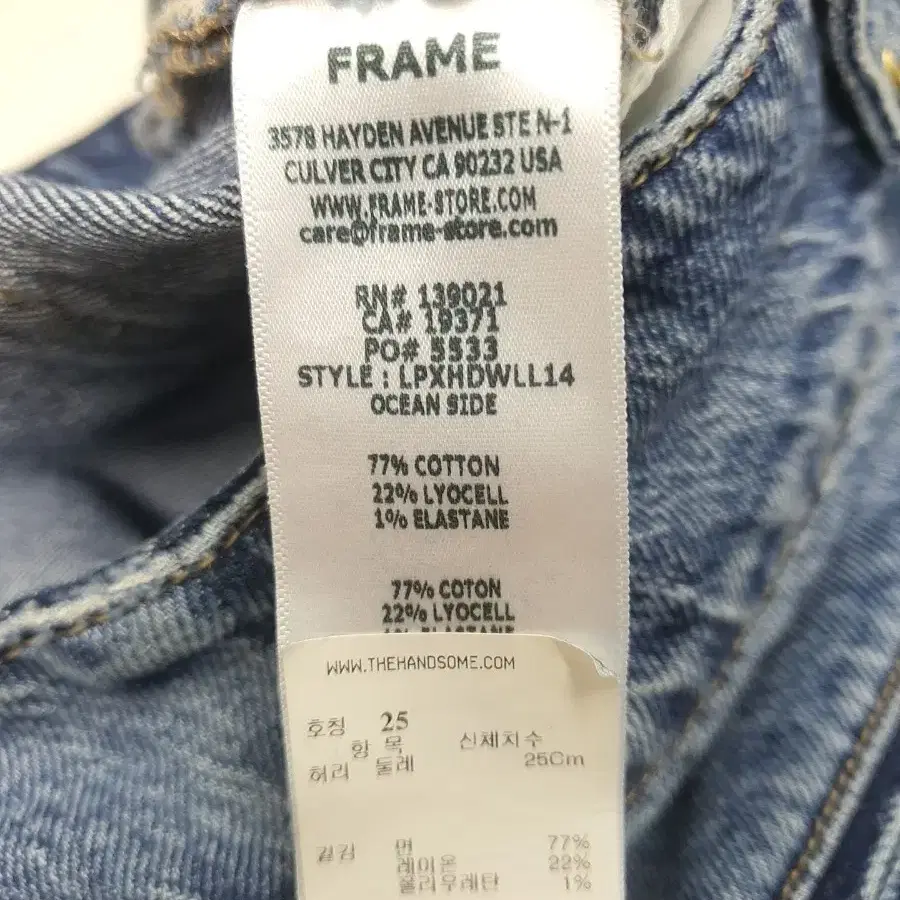 FRAME
3578 HAYDEN AVENUE STE N-1
CULVER CITY CA 90232 USA
WWW.FRAME-STORE.COM
care@frame-store.com
RN# 139021
CA# 19371
PO# 5533
STYLE : LPXHDWLL14
OCEAN SIDE
77% COTTON
22% LYOCELL
1% ELASTANE
77% COTON
22% LYOCELL
1% ELASTANE
WWW.THEHANDSOME.COM
호칭 25
항 목 신체치수
허리 둘레 25Cm
겉감 면 77%
레이온 22%
폴리우레탄 1%